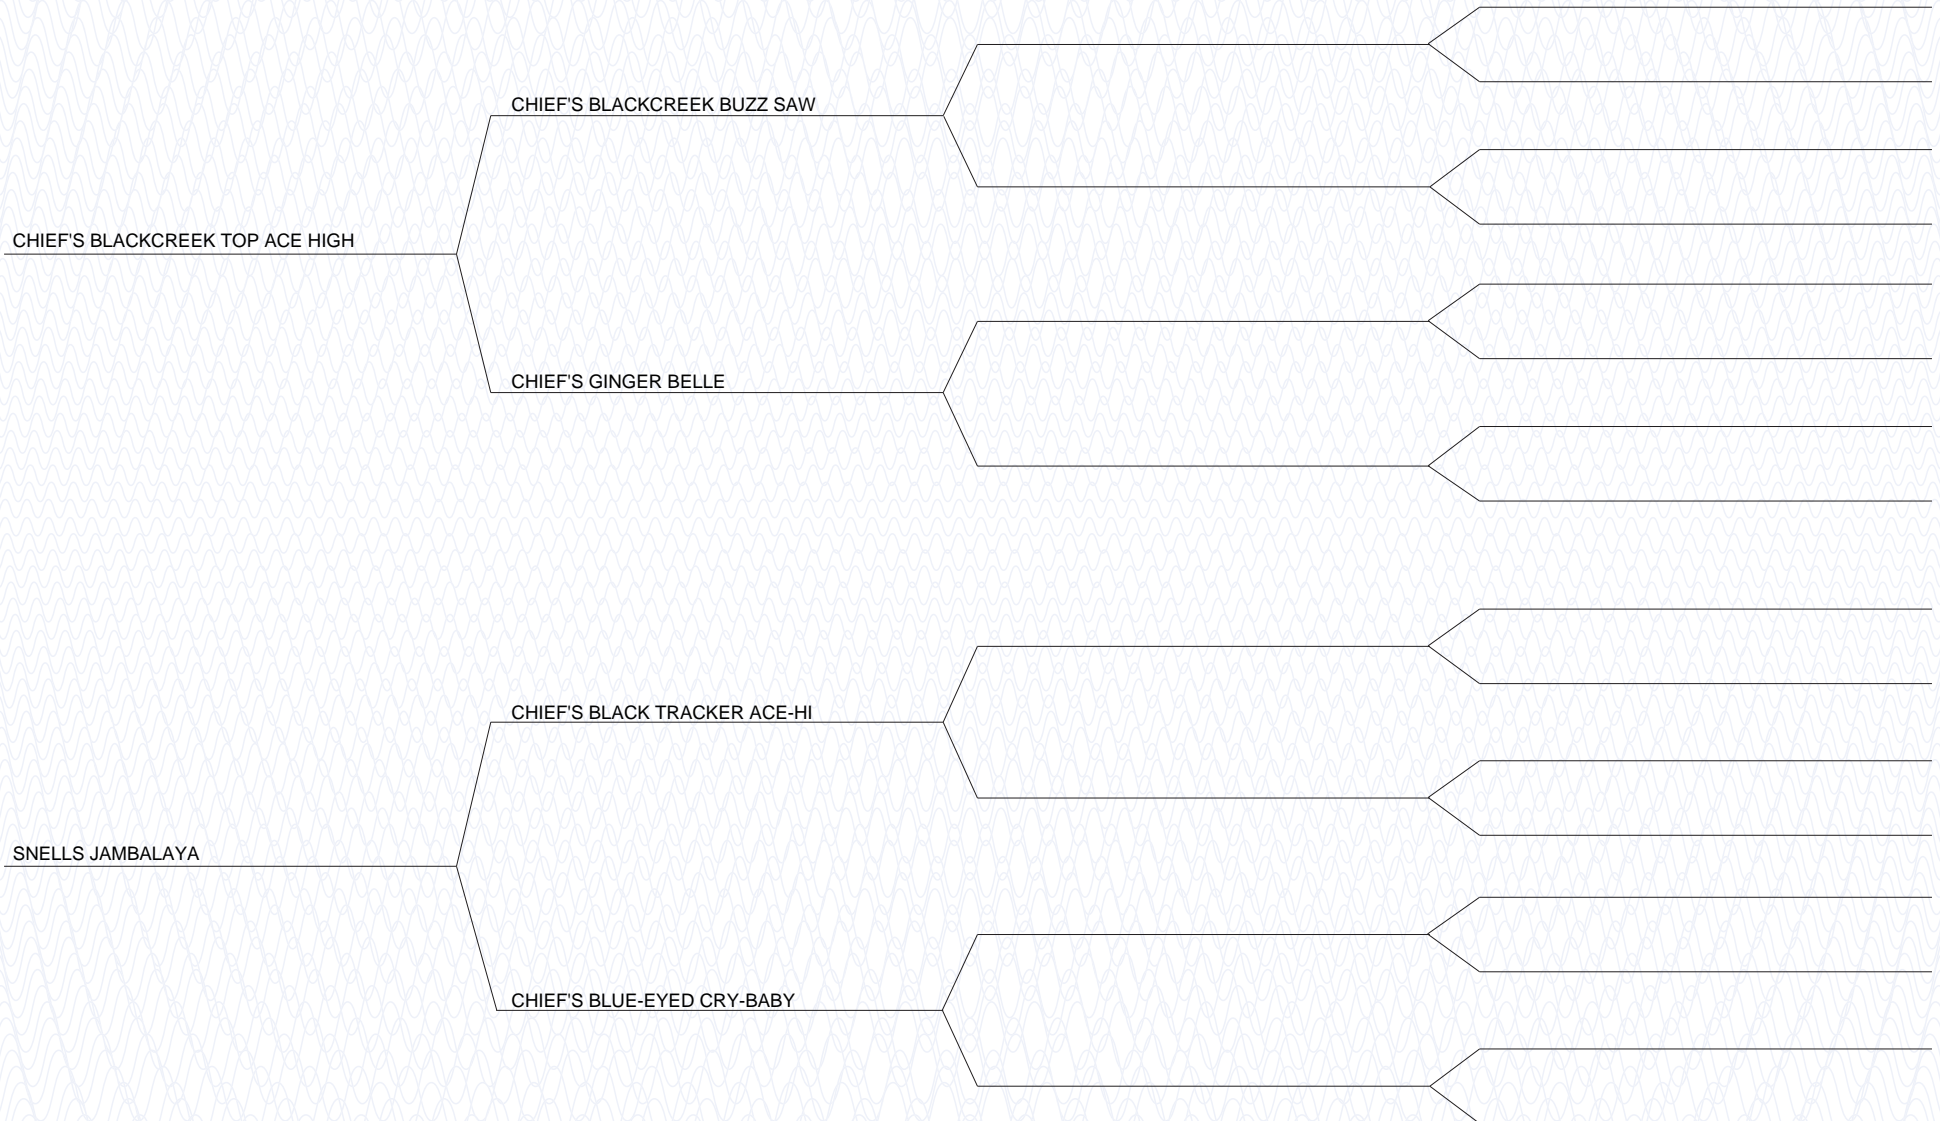 CHIEF'S BLACKCREEK BUZZ SAW
CHIEF'S BLACKCREEK TOP ACE HIGH
CHIEF'S GINGER BELLE
CHIEF'S BLACK TRACKER ACE-HI
SNELLS JAMBALAYA
CHIEF'S BLUE-EYED CRY-BABY